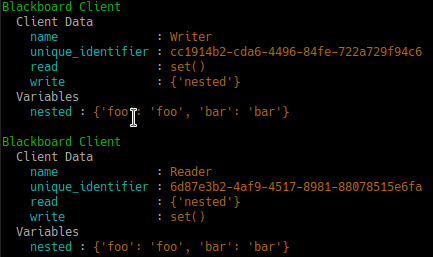 Blackboard Client
  Client Data
    name              : Writer
    unique_identifier : cc1914b2-cda6-4496-84fe-722a729f94c6
    read              : set()
    write             : {'nested'}
  Variables
    nested : {'foo': 'foo', 'bar': 'bar'}
Blackboard Client
  Client Data
    name              : Reader
    unique_identifier : 6d87e3b2-4af9-4517-8981-88078515e6fa
    read              : {'nested'}
    write             : set()
  Variables
    nested : {'foo': 'foo', 'bar': 'bar'}